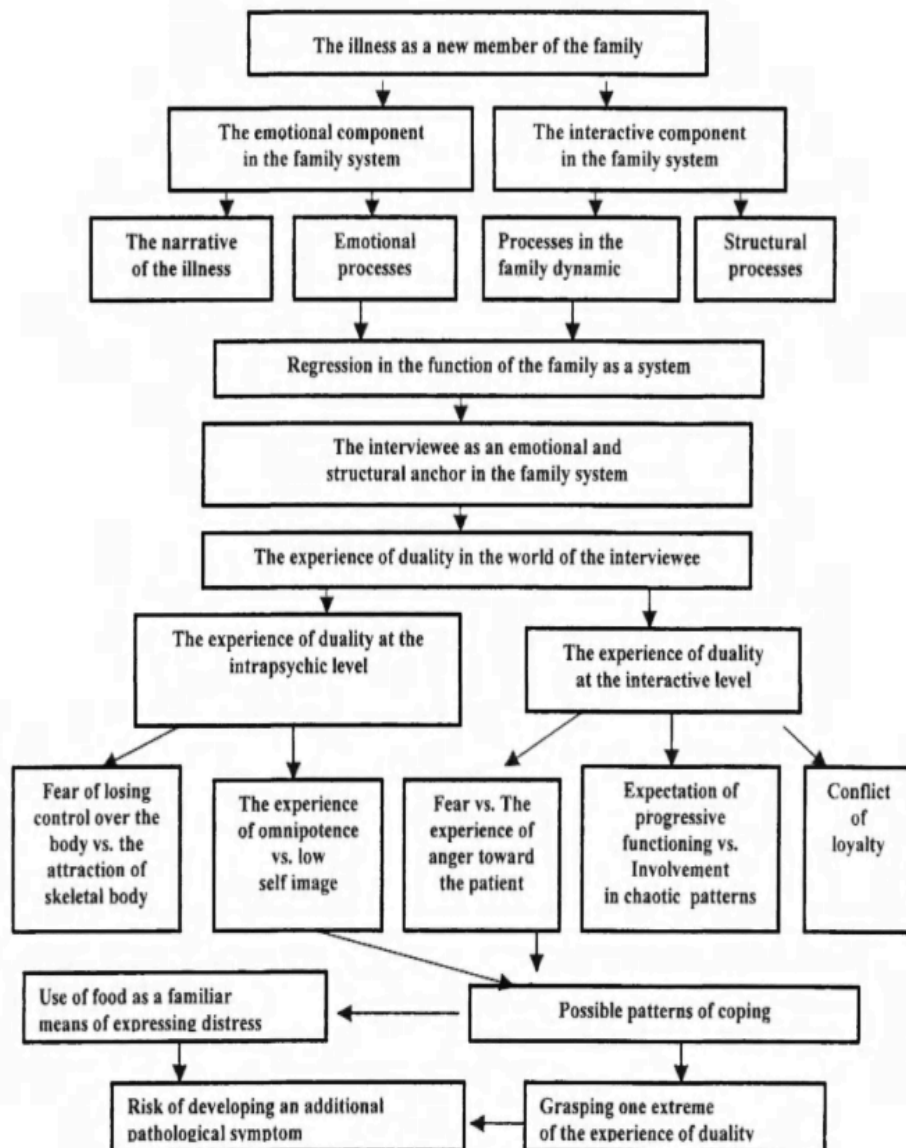 The illness as a new member of the family
The emotional component
in the family system
The interactive component
in the family system
The narrative
of the illness
Emotional
processes
Processes in the
family dynamic
Structural
processes
Regression in the function of the family as a system
The interviewee as an emotional and
structural anchor in the family system
The experience of duality in the world of the interviewee
The experience of duality at the
intrapsychic level
The experience of duality
at the interactive level
Fear of losing
control over the
body vs. the
attraction of
skeletal body
The experience
of omnipotence
vs. low
self image
Fear vs. The
experience of
anger toward
the patient
Expectation of
progressive
functioning vs.
Involvement
in chaotic patterns
Conflict
of
loyalty
Use of food as a familiar
means of expressing distress
Possible patterns of coping
Risk of developing an additional
pathological symptom
Grasping one extreme
of the experience of duality